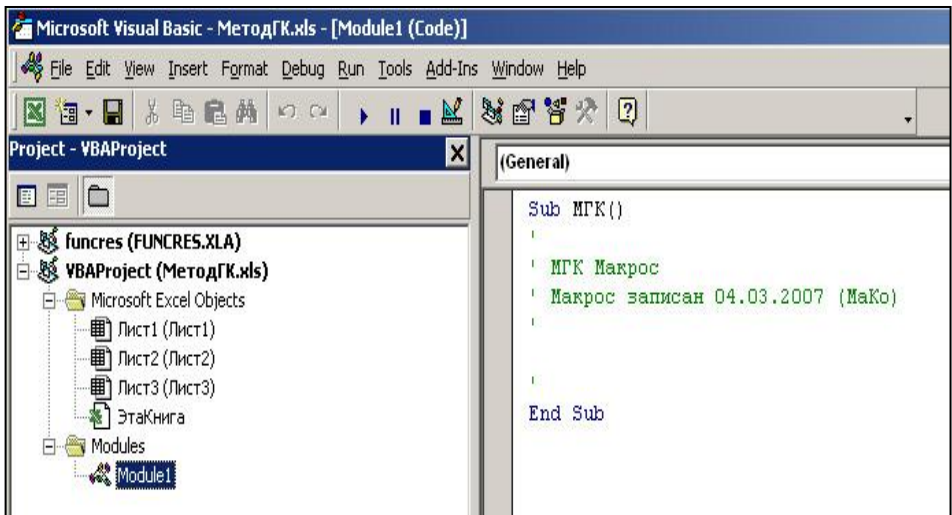 Microsoft Visual Basic - МетодГК.xls - [Module1 (Code)]
File Edit View Insert Format Debug Run Tools Add-Ins Window Help
Project - VBAProject
funcres (FUNCRES.XLA)
VBAProject (МетодГК.xls)
Microsoft Excel Objects
Лист1 (Лист1)
Лист2 (Лист2)
Лист3 (Лист3)
ЭтаКнига
Modules
Module1
(General)
Sub МГК()
'
' МГК Макрос
' Макрос записан 04.03.2007 (МаКо)
'
'
End Sub